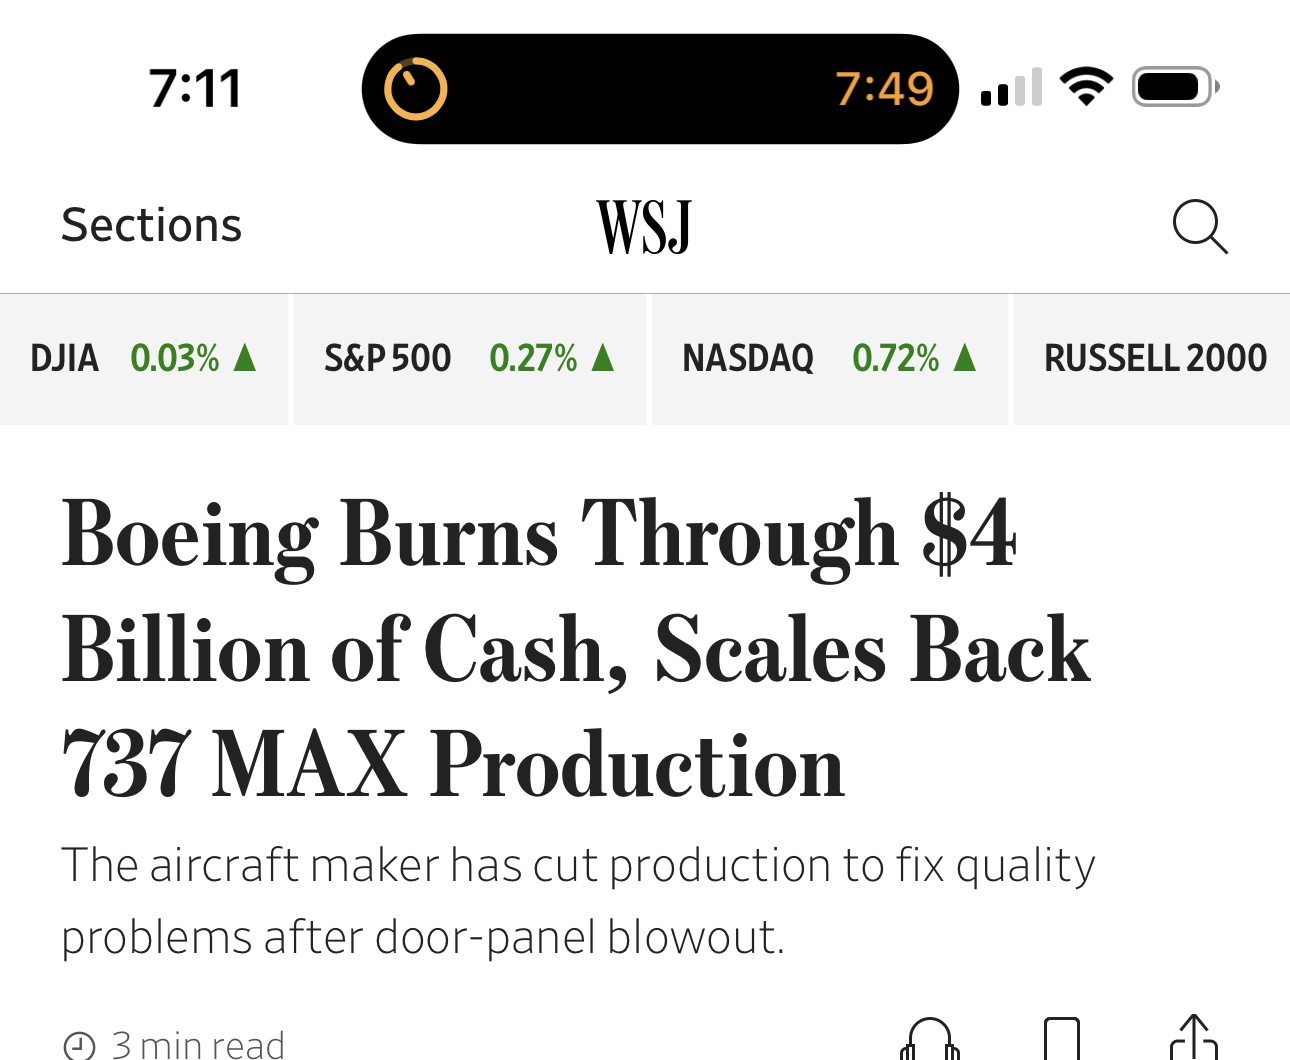 7:11
7:49
Sections
WSJ
DJIA 0.03% ▲ S&P 500 0.27% ▲ NASDAQ 0.72% ▲ RUSSELL 2000
Boeing Burns Through $4
Billion of Cash, Scales Back
737 MAX Production
The aircraft maker has cut production to fix quality
problems after door-panel blowout.
3 min read